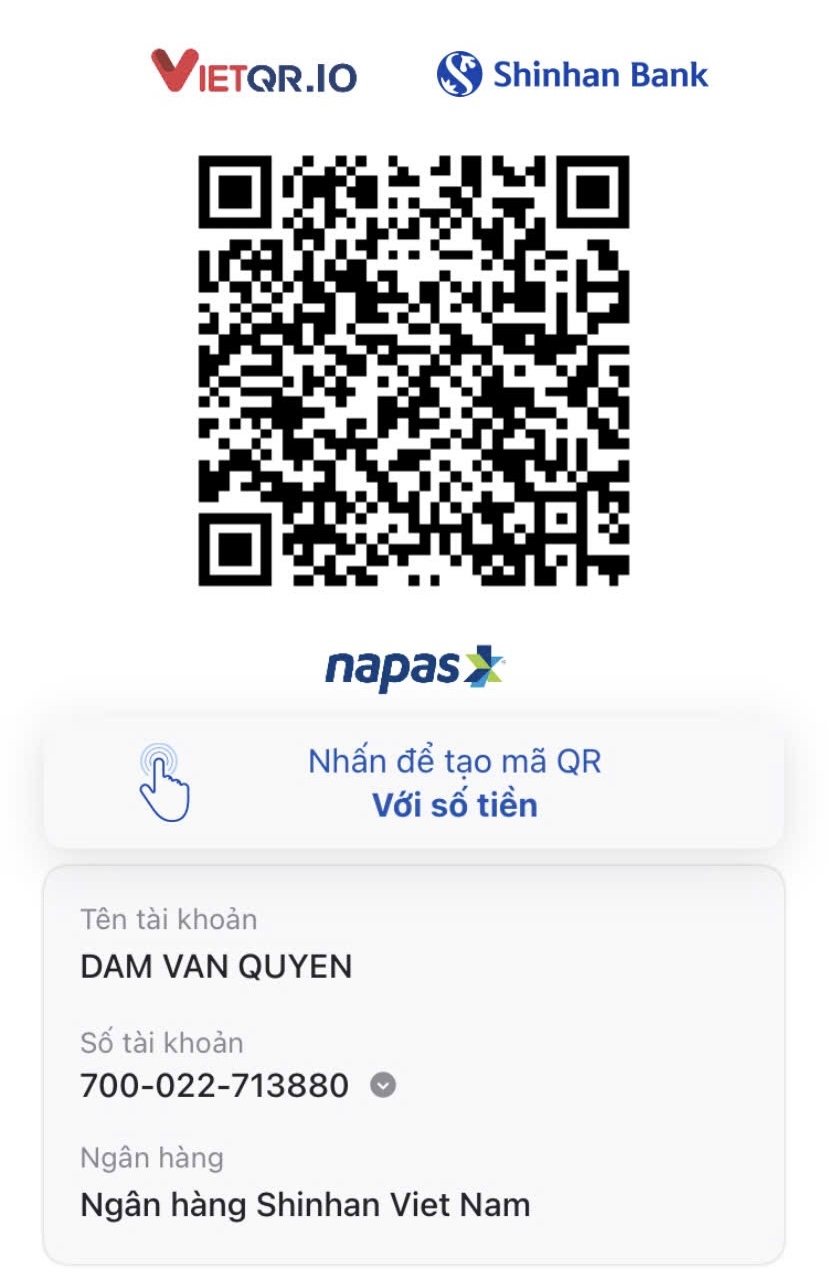 VIETQR.IO
Shinhan Bank
napas
Nhấn để tạo mã QR
Với số tiền
Tên tài khoản
DAM VAN QUYEN
Số tài khoản
700-022-713880
Ngân hàng
Ngân hàng Shinhan Viet Nam